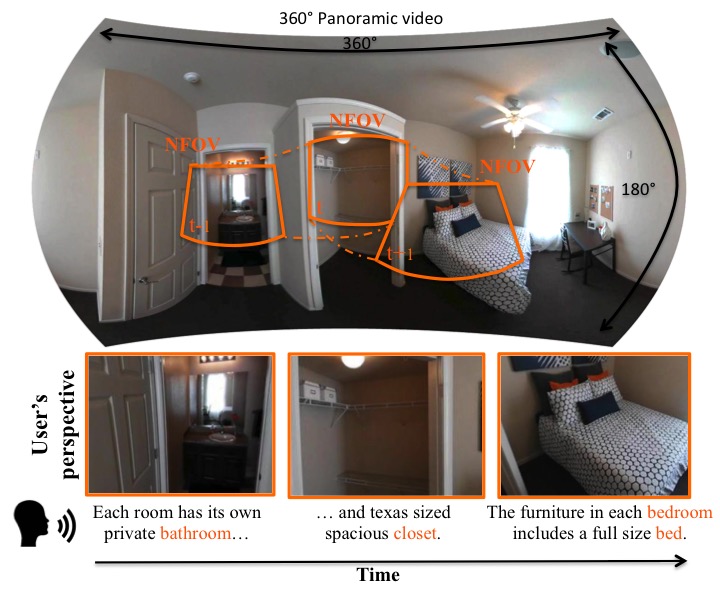 360° Panoramic video
360°
NFOV
NFOV
NFOV
180°
t-1
t
t+1
User's
perspective
Each room has its own
private bathroom…
… and texas sized
spacious closet.
The furniture in each bedroom
includes a full size bed.
Time